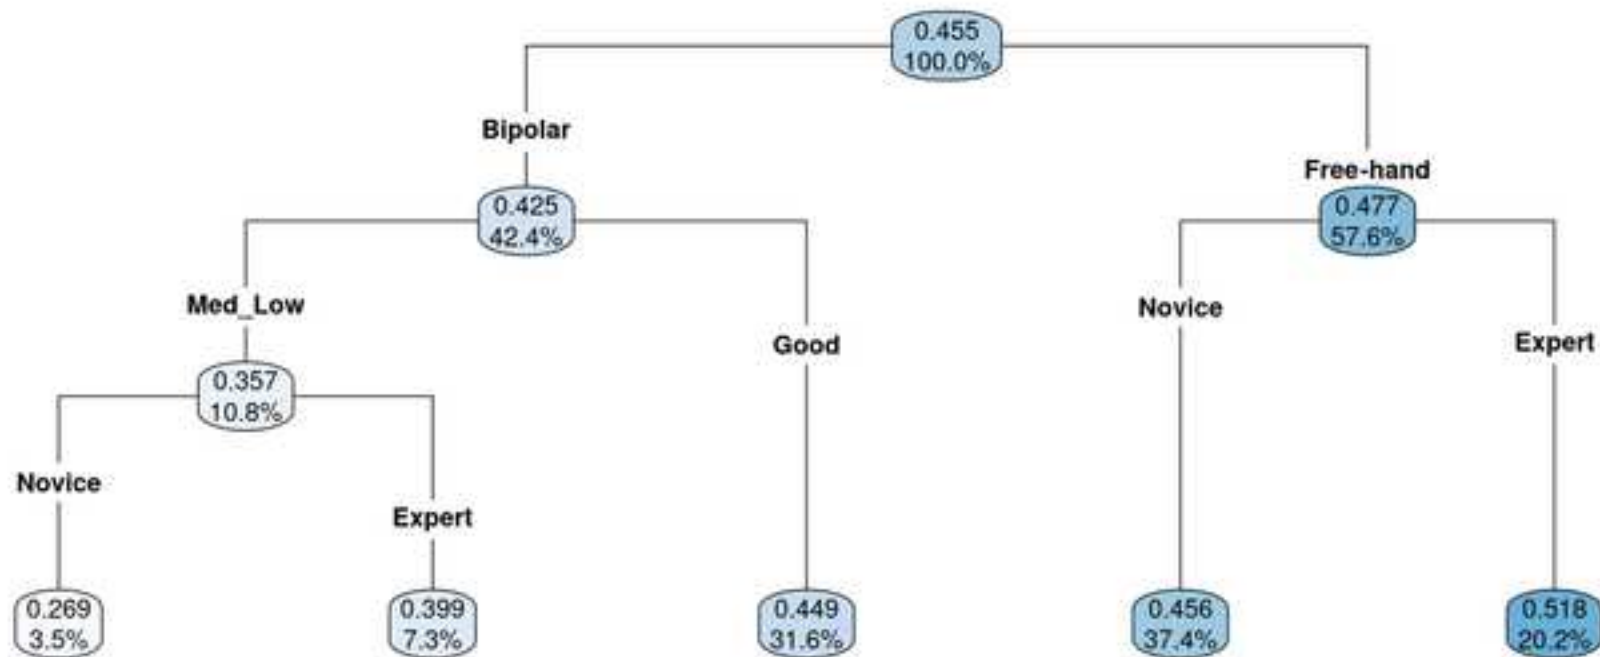 0.455
100.0%
Bipolar
Free-hand
0.425
42.4%
0.477
57.6%
Med_Low
Good
Novice
Expert
0.357
10.8%
Novice
Expert
0.269
3.5%
0.399
7.3%
0.449
31.6%
0.456
37.4%
0.518
20.2%